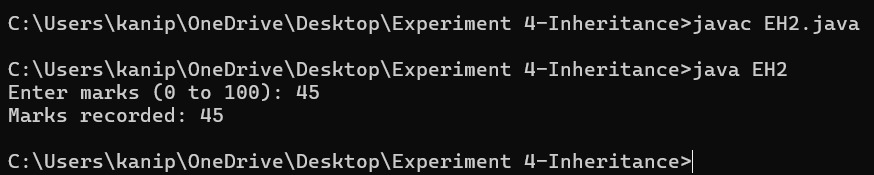 C:\Users\kanip\OneDrive\Desktop\Experiment 4-Inheritance>javac EH2.java
C:\Users\kanip\OneDrive\Desktop\Experiment 4-Inheritance>java EH2
Enter marks (0 to 100): 45
Marks recorded: 45
C:\Users\kanip\OneDrive\Desktop\Experiment 4-Inheritance>